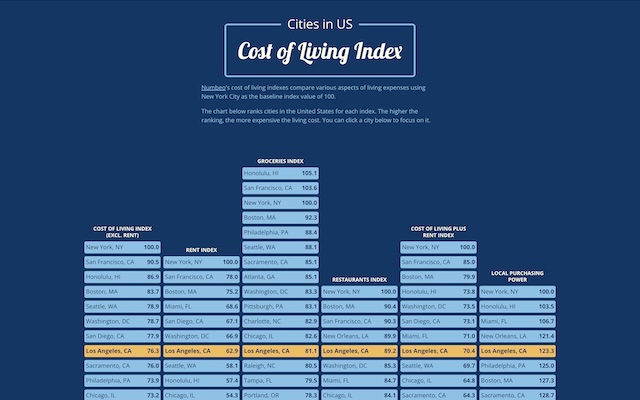 Cities in US
Cost of Living Index
Numbeo's cost of living indexes compare various aspects of living expenses using
New York City as the baseline index value of 100.
The chart below ranks cities in the United States for each index. The higher the
ranking, the more expensive the living cost. You can click a city below to focus on it.
COST OF LIVING INDEX
(EXCL. RENT)
New York, NY 100.0
San Francisco, CA 90.5
Honolulu, HI 86.9
Boston, MA 83.7
Seattle, WA 78.9
Washington, DC 78.7
San Diego, CA 77.9
Los Angeles, CA 76.3
Sacramento, CA 76.0
Philadelphia, PA 73.9
Chicago, IL 73.2
RENT INDEX
New York, NY 100.0
San Francisco, CA 78.0
Boston, MA 75.2
Miami, FL 68.6
San Diego, CA 67.1
Washington, DC 66.9
Los Angeles, CA 62.9
Seattle, WA 58.1
Honolulu, HI 57.4
Chicago, IL 54.3
GROCERIES INDEX
Honolulu, HI 105.1
San Francisco, CA 103.6
New York, NY 100.0
Boston, MA 92.3
Philadelphia, PA 88.4
Seattle, WA 88.1
Sacramento, CA 85.1
Atlanta, GA 85.1
Washington, DC 83.3
Pittsburgh, PA 83.1
Charlotte, NC 82.9
Chicago, IL 82.6
Los Angeles, CA 81.1
Raleigh, NC 80.5
Tampa, FL 79.5
Portland, OR 78.3
RESTAURANTS INDEX
New York, NY 100.0
Boston, MA 90.4
San Francisco, CA 90.3
New Orleans, LA 89.9
Los Angeles, CA 89.2
Washington, DC 85.3
Miami, FL 84.7
Chicago, IL 84.1
COST OF LIVING PLUS
RENT INDEX
New York, NY 100.0
San Francisco, CA 85.0
Boston, MA 79.9
Honolulu, HI 73.8
Washington, DC 73.5
San Diego, CA 73.1
Miami, FL 71.0
Los Angeles, CA 70.4
Seattle, WA 69.7
Chicago, IL 64.8
Sacramento, CA 64.3
LOCAL PURCHASING
POWER
New York, NY 100.0
Honolulu, HI 103.5
Miami, FL 106.7
New Orleans, LA 121.4
Los Angeles, CA 123.3
Philadelphia, PA 125.0
Boston, MA 127.3
Sacramento, CA 128.7